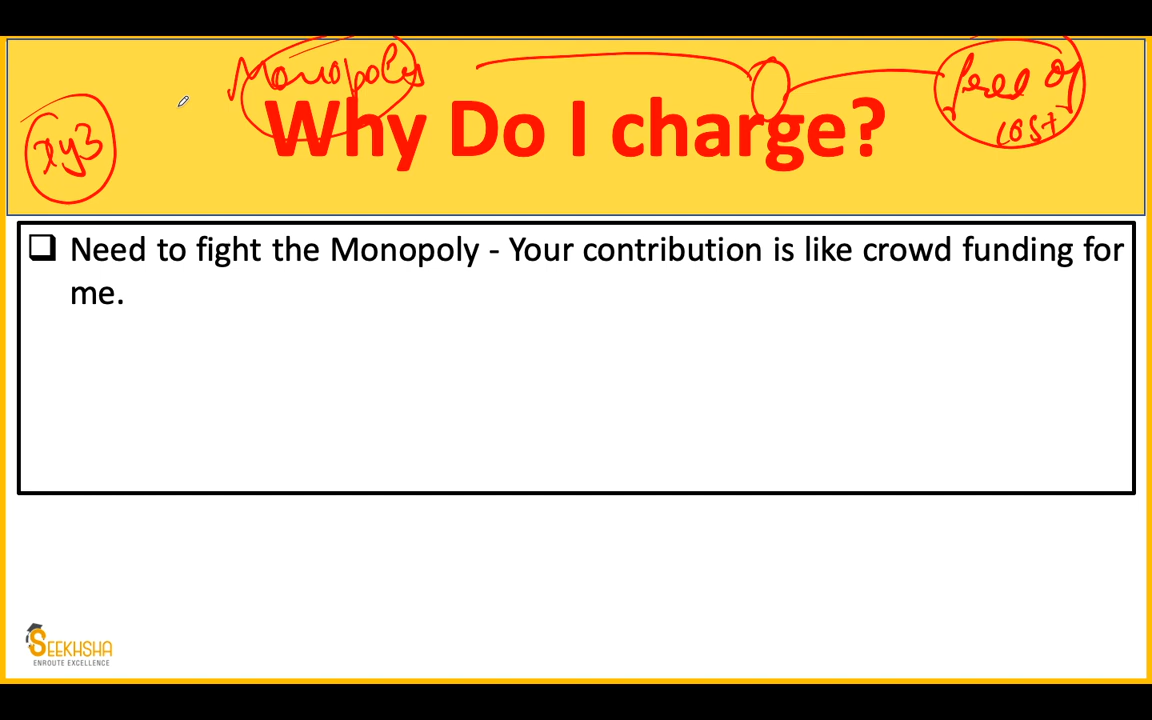 Monopoly
free of
cost
xyz
Why Do I charge?
Need to fight the Monopoly - Your contribution is like crowd funding for
me.
SEEKHSHA
ENROUTE EXCELLENCE